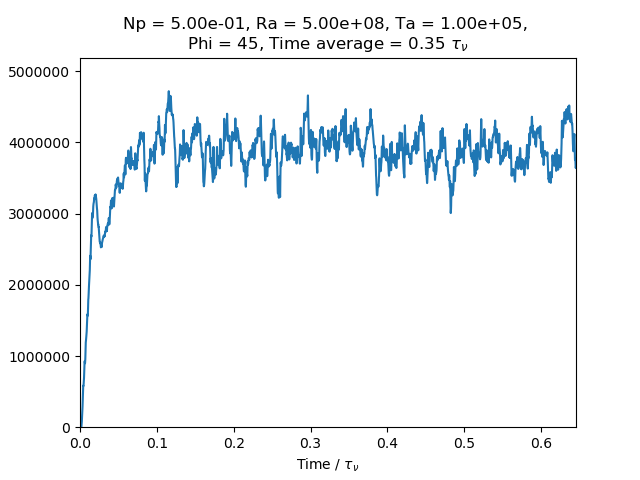 Np = 5.00e-01, Ra = 5.00e+08, Ta = 1.00e+05,
Phi = 45, Time average = 0.35 τν
5000000
4000000
3000000
2000000
1000000
0
0.0 0.1 0.2 0.3 0.4 0.5 0.6
Time / τν